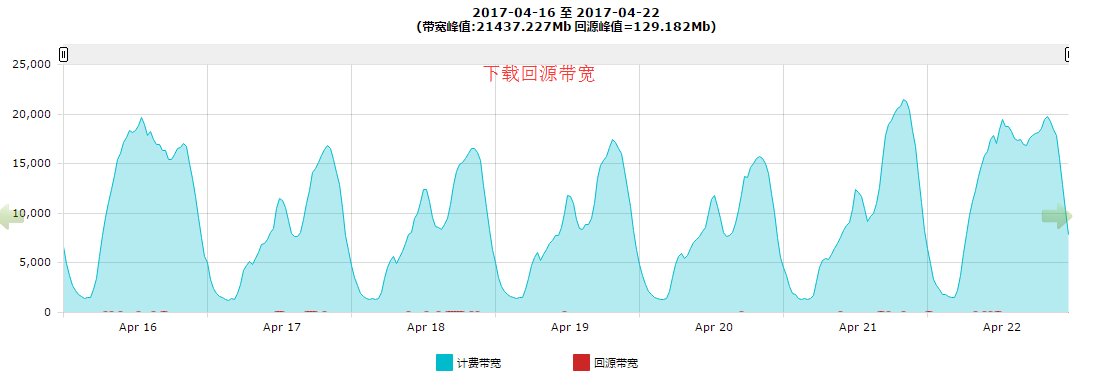 2017-04-16 至 2017-04-22
(带宽峰值:21437.227Mb 回源峰值=129.182Mb)
下载回源带宽
25,000
20,000
15,000
10,000
5,000
0
Apr 16 Apr 17 Apr 18 Apr 19 Apr 20 Apr 21 Apr 22
计费带宽 回源带宽